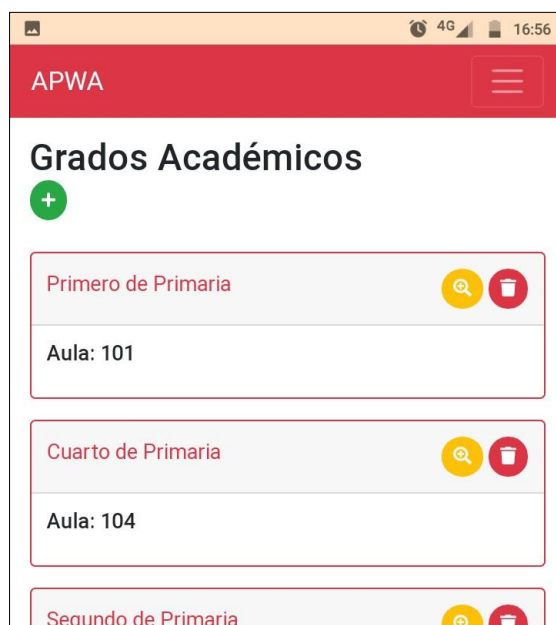 4G 16:56
APWA
Grados Académicos
Primero de Primaria
Aula: 101
Cuarto de Primaria
Aula: 104
Segundo de Primaria